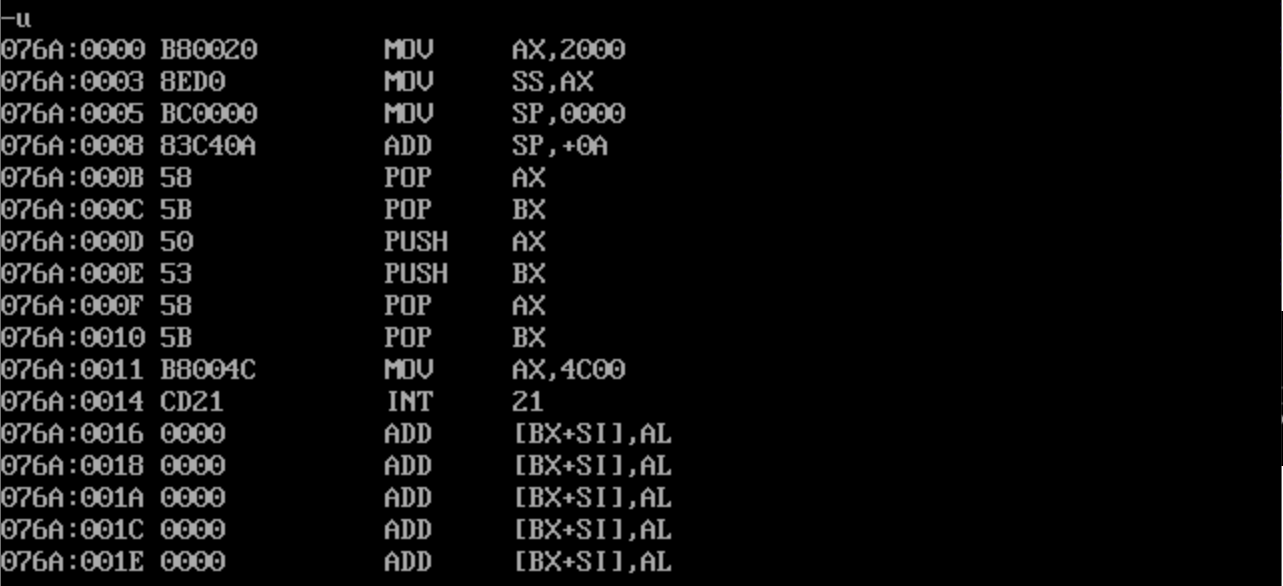 -u
076A:0000 B80020 MOV AX,2000
076A:0003 8ED0 MOV SS,AX
076A:0005 BC0000 MOV SP,0000
076A:0008 83C40A ADD SP,+0A
076A:000B 58 POP AX
076A:000C 5B POP BX
076A:000D 50 PUSH AX
076A:000E 53 PUSH BX
076A:000F 58 POP AX
076A:0010 5B POP BX
076A:0011 B8004C MOV AX,4C00
076A:0014 CD21 INT 21
076A:0016 0000 ADD [BX+SI],AL
076A:0018 0000 ADD [BX+SI],AL
076A:001A 0000 ADD [BX+SI],AL
076A:001C 0000 ADD [BX+SI],AL
076A:001E 0000 ADD [BX+SI],AL